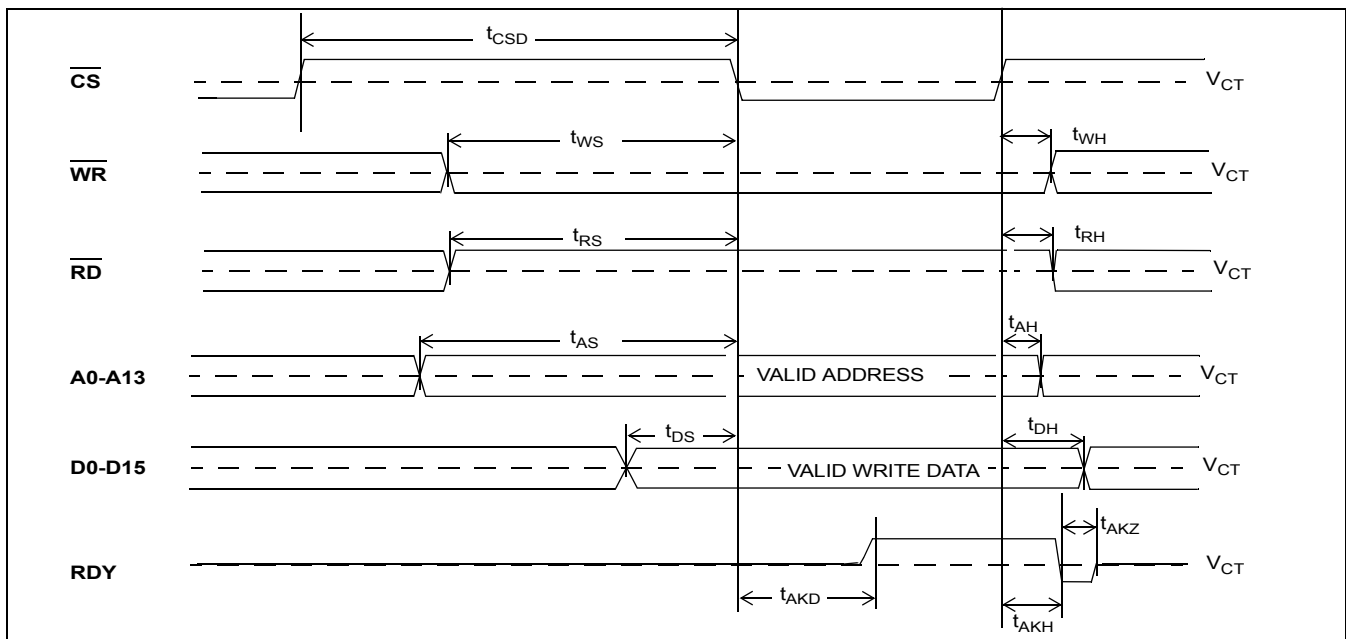 tCSD
CS VCT
tWS tWH
WR VCT
tRS tRH
RD VCT
tAS tAH
A0-A13 VALID ADDRESS VCT
tDS tDH
D0-D15 VALID WRITE DATA VCT
tAKZ
RDY VCT
tAKD tAKH